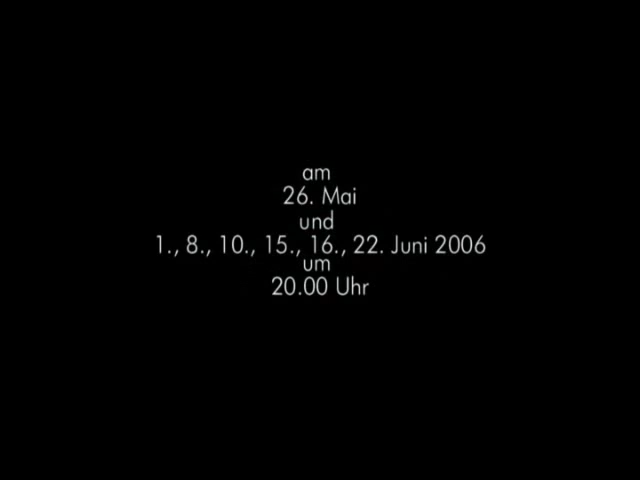 am
26. Mai
und
1., 8., 10., 15., 16., 22. Juni 2006
um
20.00 Uhr